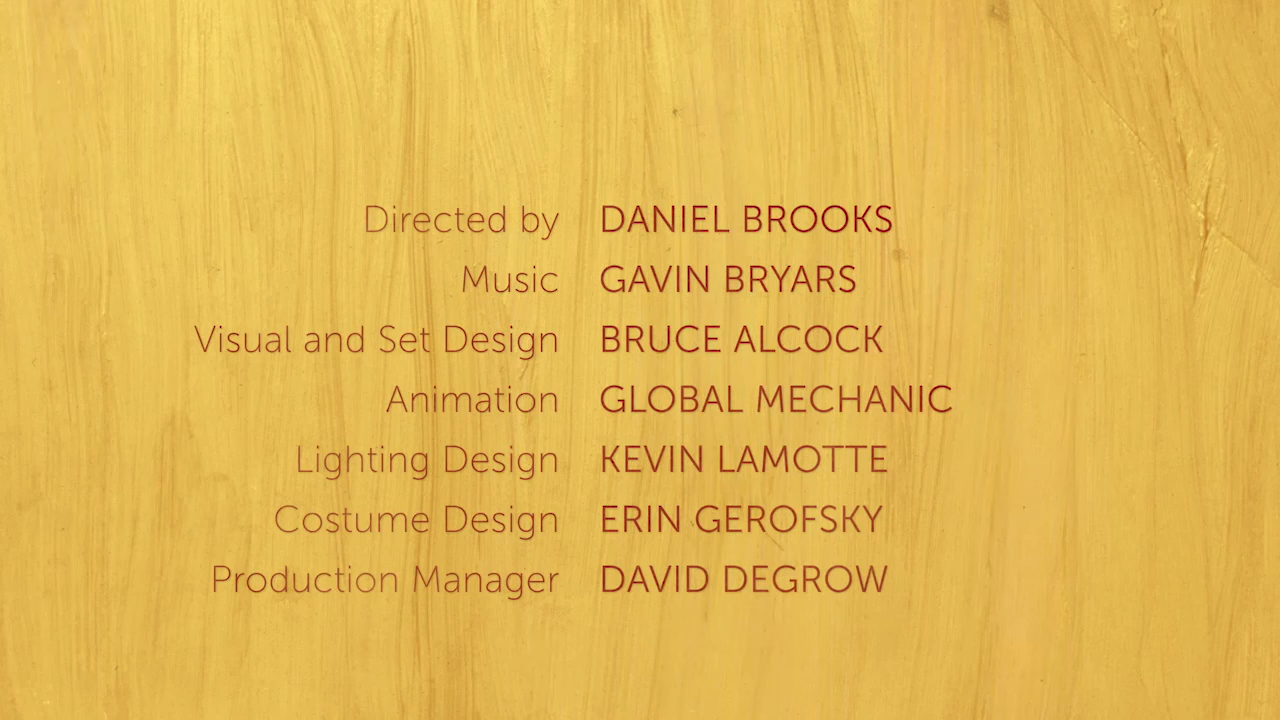 Directed by DANIEL BROOKS
Music GAVIN BRYARS
Visual and Set Design BRUCE ALCOCK
Animation GLOBAL MECHANIC
Lighting Design KEVIN LAMOTTE
Costume Design ERIN GEROFSKY
Production Manager DAVID DEGROW